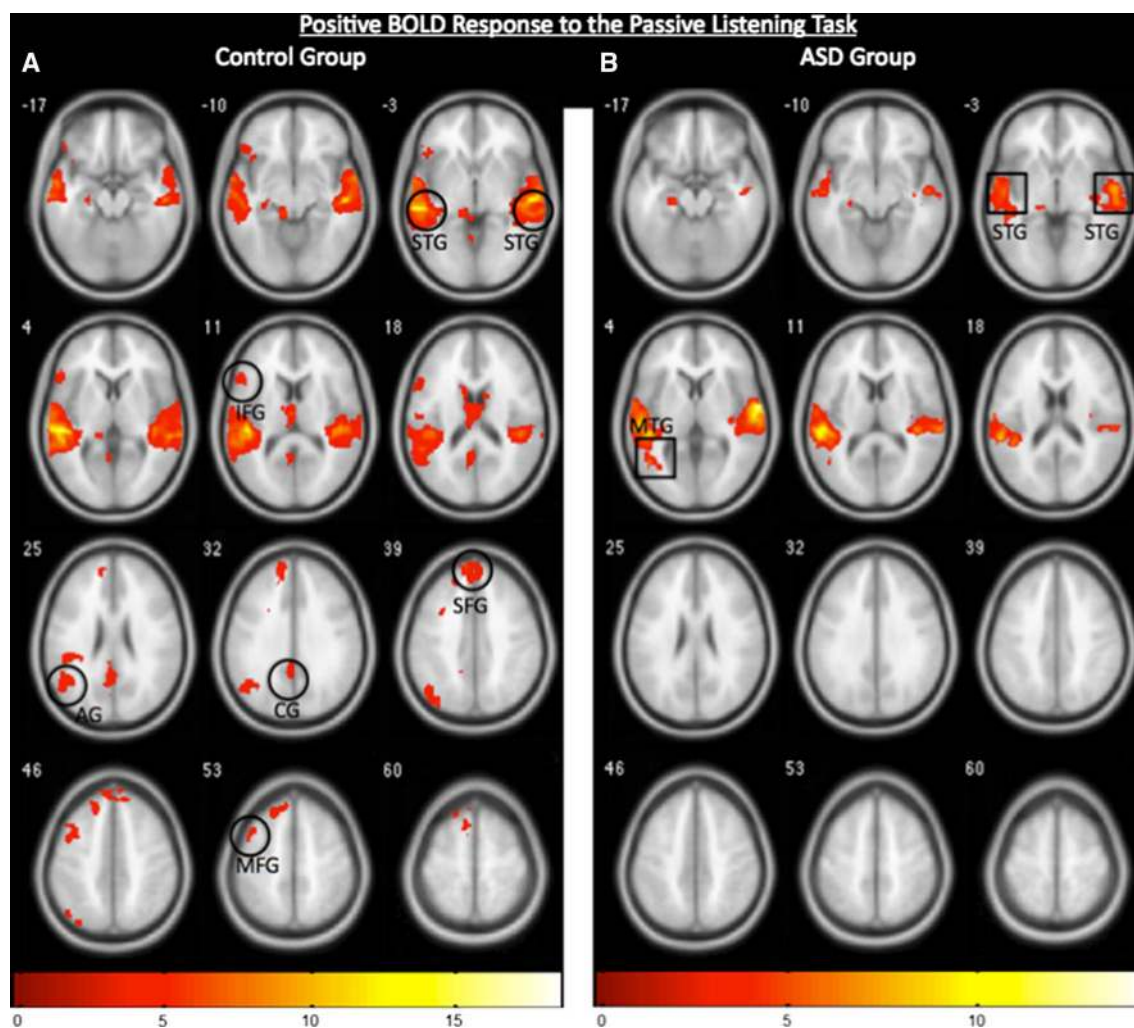 Positive BOLD Response to the Passive Listening Task
A Control Group B ASD Group
-17 -10 -3 -17 -10 -3
STG STG STG STG
4 11 18 4 11 18
IFG MTG
25 32 39 25 32 39
SFG
AG CG
46 53 60 46 53 60
MFG
0 5 10 15 0 5 10